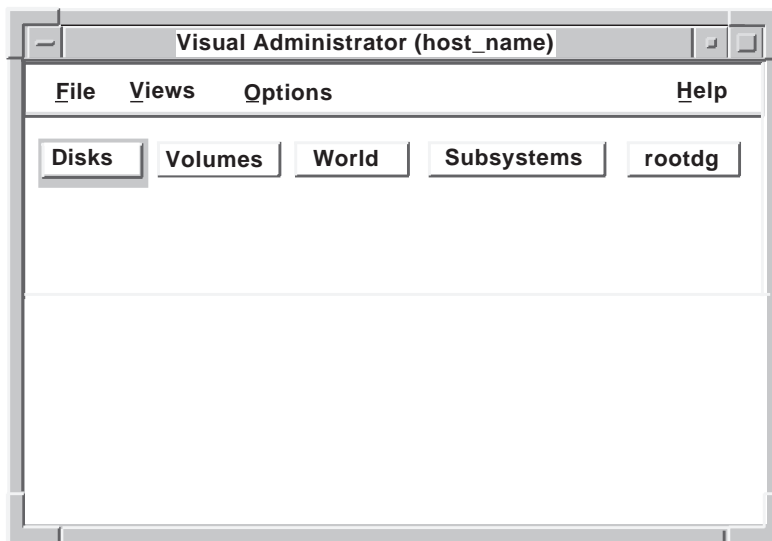 Visual Administrator (host_name)
File Views Options Help
Disks Volumes World Subsystems rootdg